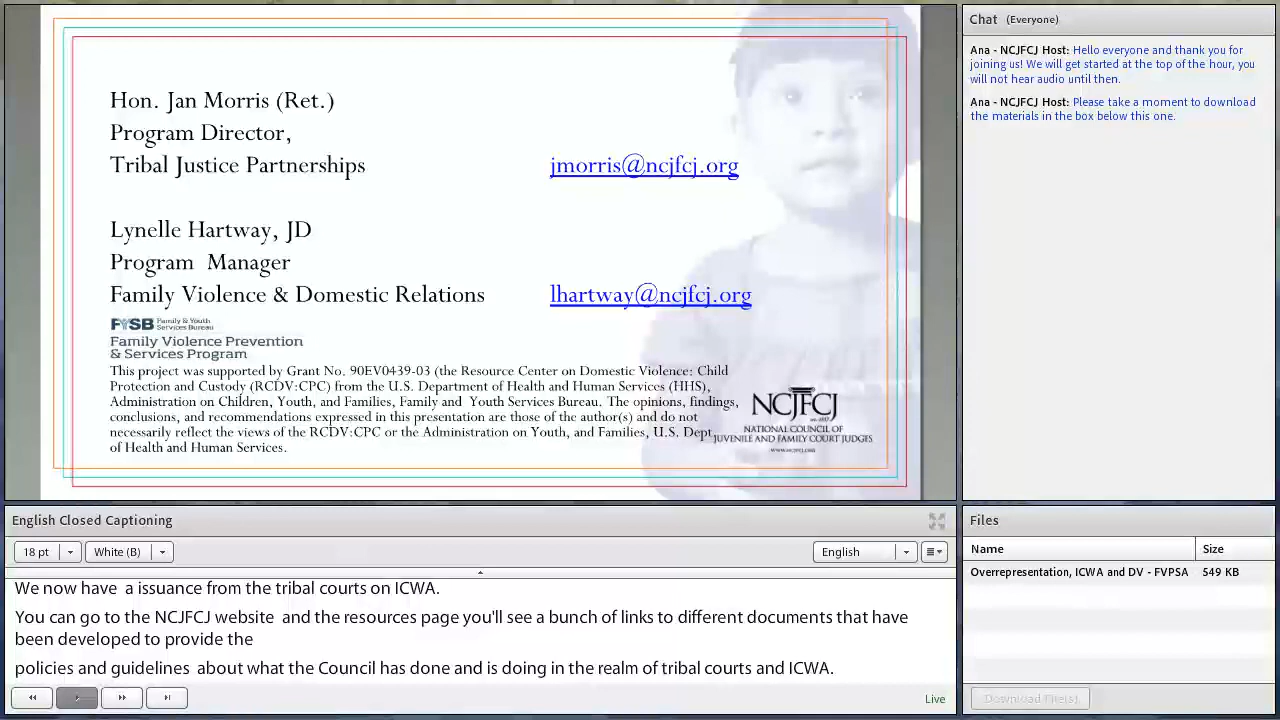 Hon. Jan Morris (Ret.)
Program Director,
Tribal Justice Partnerships jmorris@ncjfcj.org
Lynelle Hartway, JD
Program Manager
Family Violence & Domestic Relations lhartway@ncjfcj.org
FYSB Family & Youth
Services Bureau
Family Violence Prevention
& Services Program
This project was supported by Grant No. 90EV0439-03 (the Resource Center on Domestic Violence: Child
Protection and Custody (RCDV:CPC) from the U.S. Department of Health and Human Services (HHS),
Administration on Children, Youth, and Families, Family and Youth Services Bureau. The opinions, findings,
conclusions, and recommendations expressed in this presentation are those of the author(s) and do not
necessarily reflect the views of the RCDV:CPC or the Administration on Youth, and Families, U.S. Dept.
of Health and Human Services.
NCJFCJ
NATIONAL COUNCIL OF
JUVENILE AND FAMILY COURT JUDGES
www.ncjfcj.org
Chat (Everyone)
Ana - NCJFCJ Host: Hello everyone and thank you for
joining us! We will get started at the top of the hour, you
will not hear audio until then.
Ana - NCJFCJ Host: Please take a moment to download
the materials in the box below this one.
English Closed Captioning
18 pt White (B) English
We now have a issuance from the tribal courts on ICWA.
You can go to the NCJFCJ website and the resources page you'll see a bunch of links to different documents that have
been developed to provide the
policies and guidelines about what the Council has done and is doing in the realm of tribal courts and ICWA.
Live
Files
Name Size
Overrepresentation, ICWA and DV - FVPSA 549 KB
Download File(s)